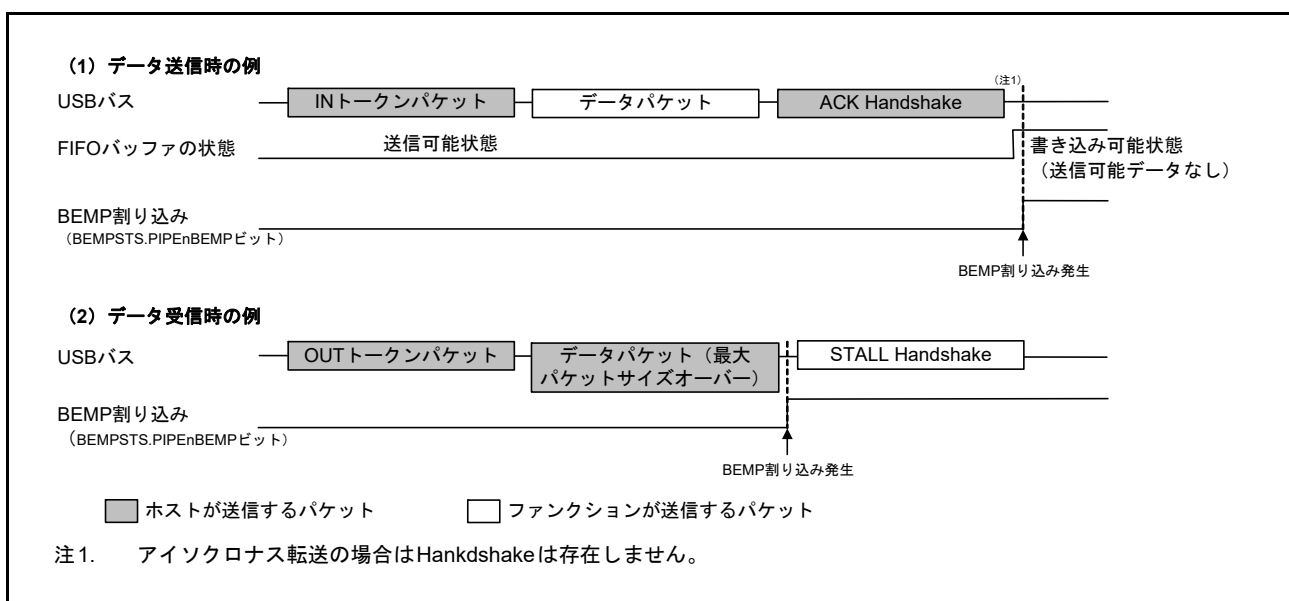 （1）データ送信時の例
（注1）
USBバス INトークンパケット データパケット ACK Handshake
FIFOバッファの状態 送信可能状態 書き込み可能状態
（送信可能データなし）
BEMP割り込み
（BEMPSTS.PIPEnBEMPビット）
BEMP割り込み発生
（2）データ受信時の例
USBバス OUTトークンパケット データパケット（最大 STALL Handshake
パケットサイズオーバー）
BEMP割り込み
（BEMPSTS.PIPEnBEMPビット）
BEMP割り込み発生
ホストが送信するパケット ファンクションが送信するパケット
注1. アイソクロナス転送の場合はHankdshakeは存在しません。